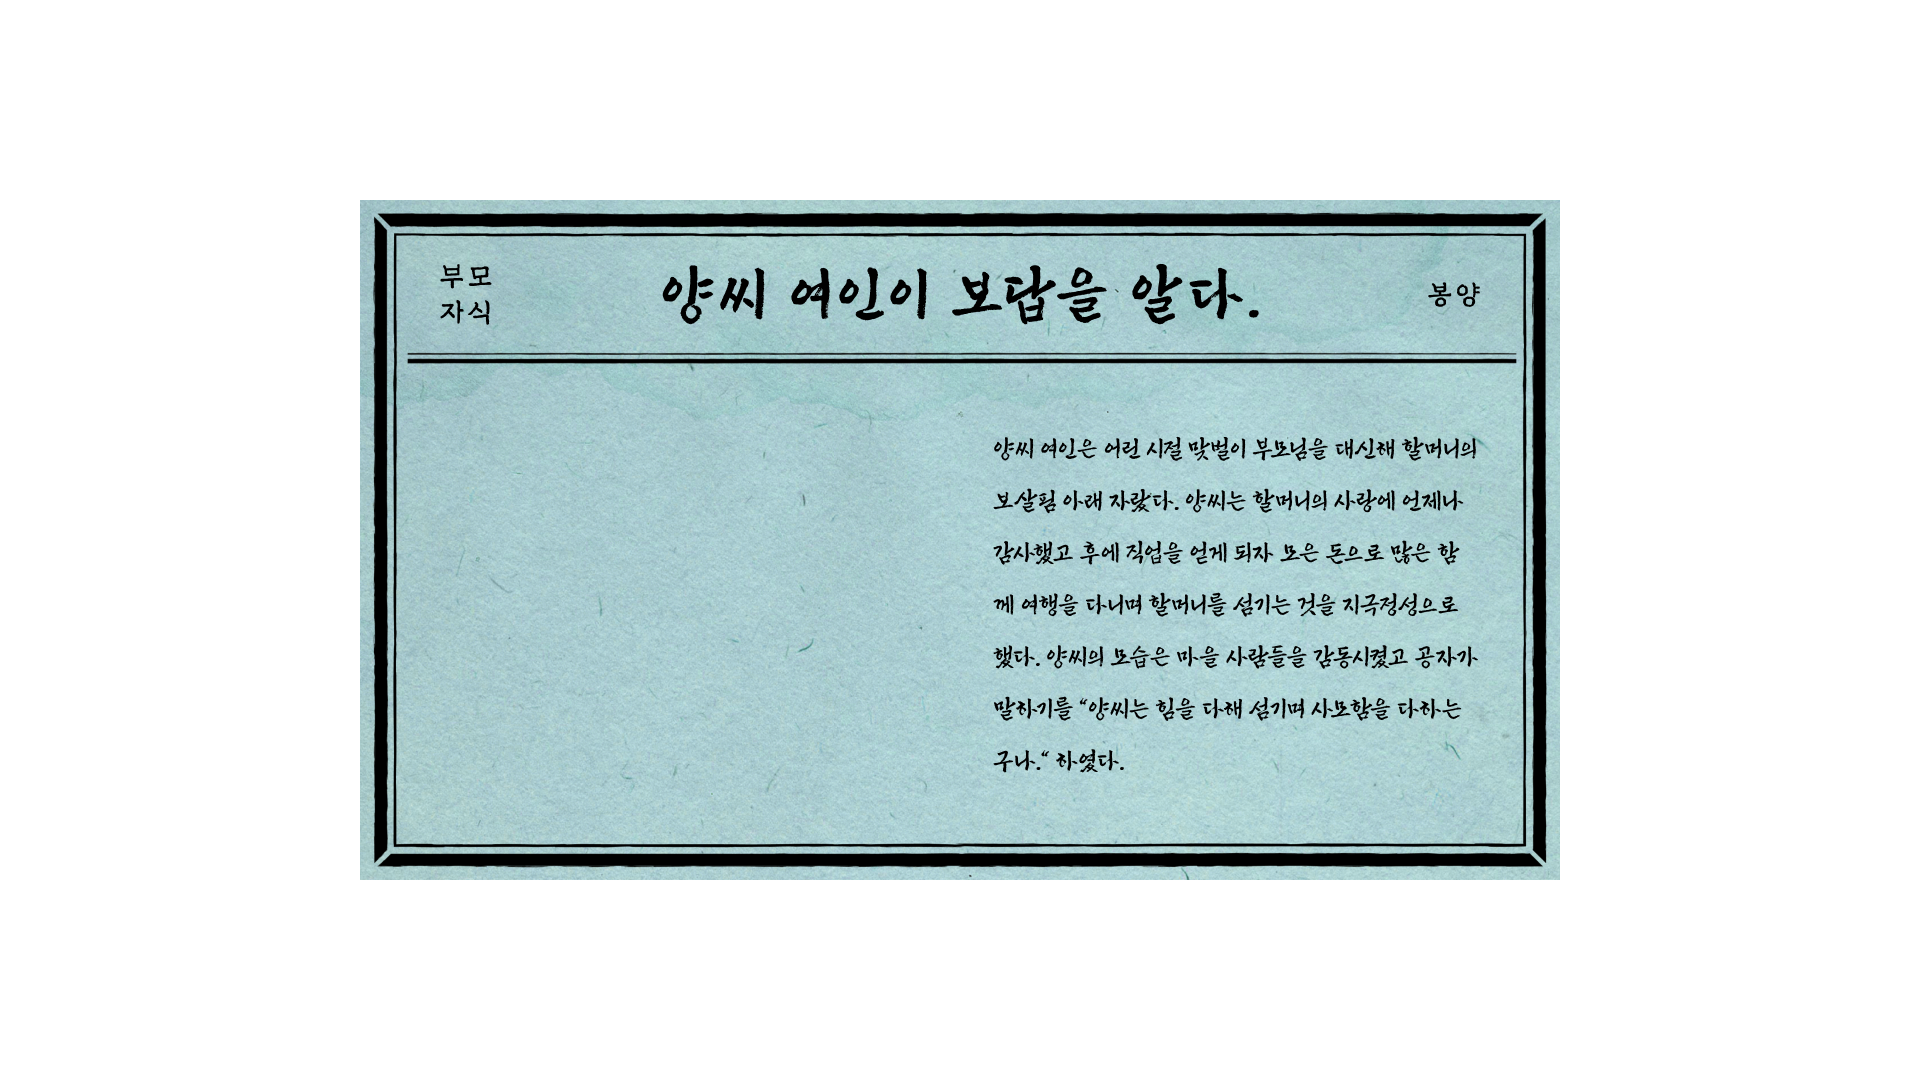 부모
자식
양씨 여인이 보답을 알다.
봉양
양씨 여인은 어린 시절 맞벌이 부모님을 대신해 할머니의
보살핌 아래 자랐다. 양씨는 할머니의 사랑에 언제나
감사했고 후에 직업을 얻게 되자 모은 돈으로 많은 함
께 여행을 다니며 할머니를 섬기는 것을 지극정성으로
했다. 양씨의 모습은 마을 사람들을 감동시켰고 공자가
말하기를 “양씨는 힘을 다해 섬기며 사모함을 다하는
구나.“ 하였다.